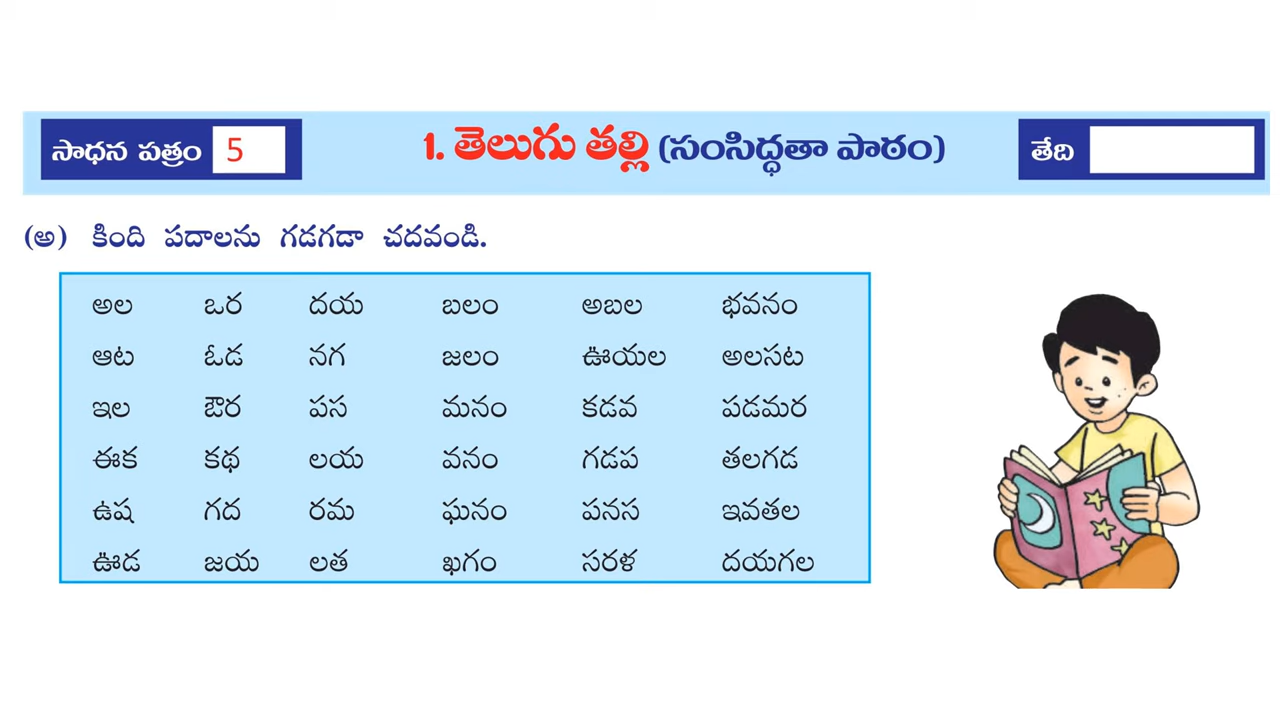 సాధన పత్రం 5 1. తెలుగు తల్లి (సంసిద్ధతా పాఠం) తేది
(అ) కింది పదాలను గడగడా చదవండి.
అల ఒర దయ బలం అబల భవనం
ఆట ఓడ నగ జలం ఊయల అలసట
ఇల ఔర పస మనం కడవ పడమర
ఈక కథ లయ వనం గడప తలగడ
ఉష గద రమ ఘనం పనస ఇవతల
ఊడ జయ లత ఖగం సరళ దయగల